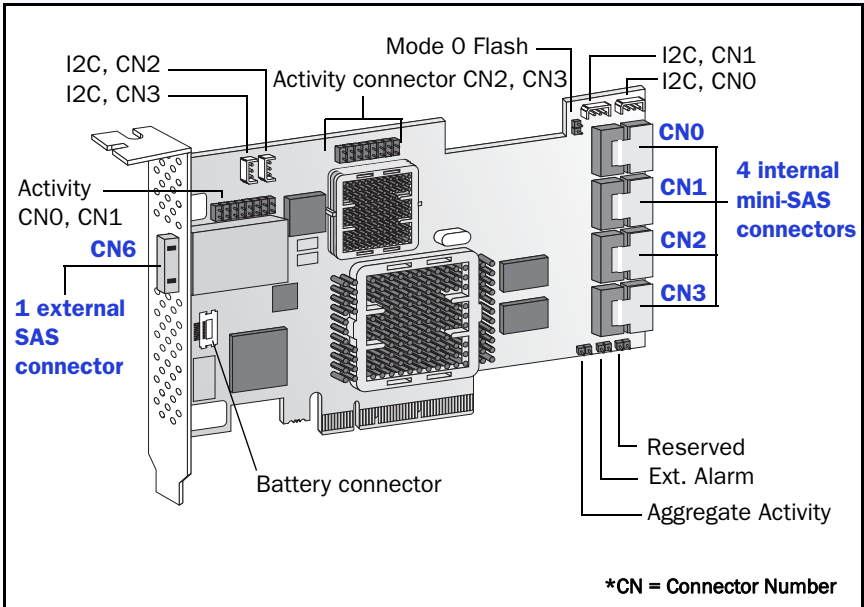 I2C, CN2
I2C, CN3
Mode 0 Flash
Activity connector CN2, CN3
I2C, CN1
I2C, CN0
Activity
CN0, CN1
CN6
1 external
SAS
connector
CN0
CN1
CN2
CN3
4 internal
mini-SAS
connectors
Battery connector
Reserved
Ext. Alarm
Aggregate Activity
*CN = Connector Number